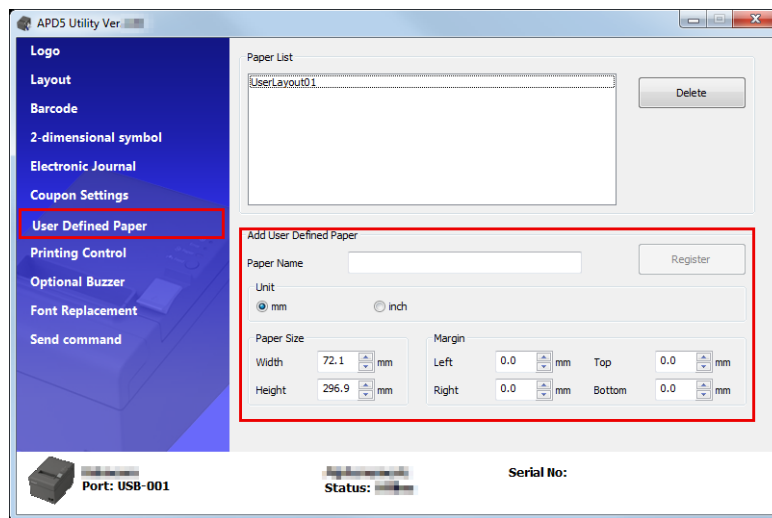 APD5 Utility Ver.
Logo
Layout
Barcode
2-dimensional symbol
Electronic Journal
Coupon Settings
User Defined Paper
Printing Control
Optional Buzzer
Font Replacement
Send command
Paper List
UserLayout01
Delete
Add User Defined Paper
Paper Name
Register
Unit
mm inch
Paper Size Margin
Width 72.1 mm Left 0.0 mm Top 0.0 mm
Height 296.9 mm Right 0.0 mm Bottom 0.0 mm
Serial No:
Port: USB-001 Status: